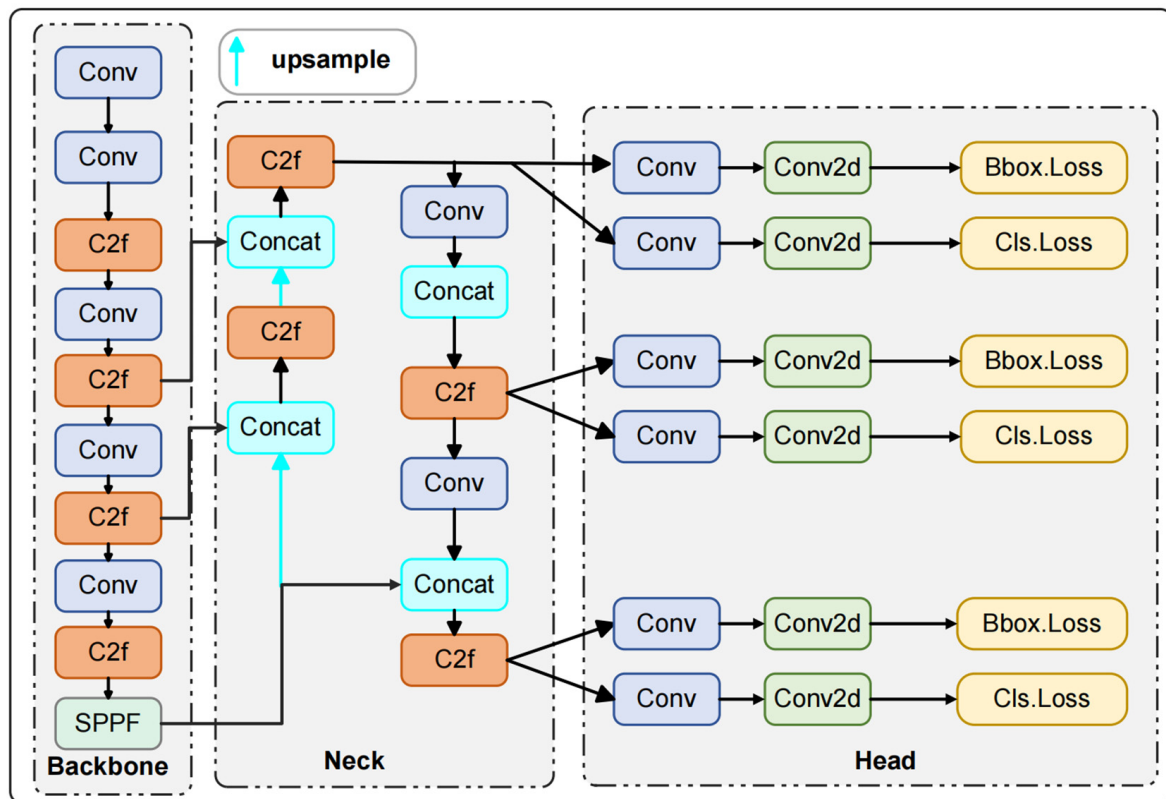 Conv
Conv
C2f
Conv
C2f
Conv
C2f
Conv
C2f
SPPF
Backbone
upsample
C2f
Concat
C2f
Concat
Conv
Concat
C2f
Conv
Concat
C2f
Neck
Conv Conv2d Bbox.Loss
Conv Conv2d Cls.Loss
Conv Conv2d Bbox.Loss
Conv Conv2d Cls.Loss
Conv Conv2d Bbox.Loss
Conv Conv2d Cls.Loss
Head